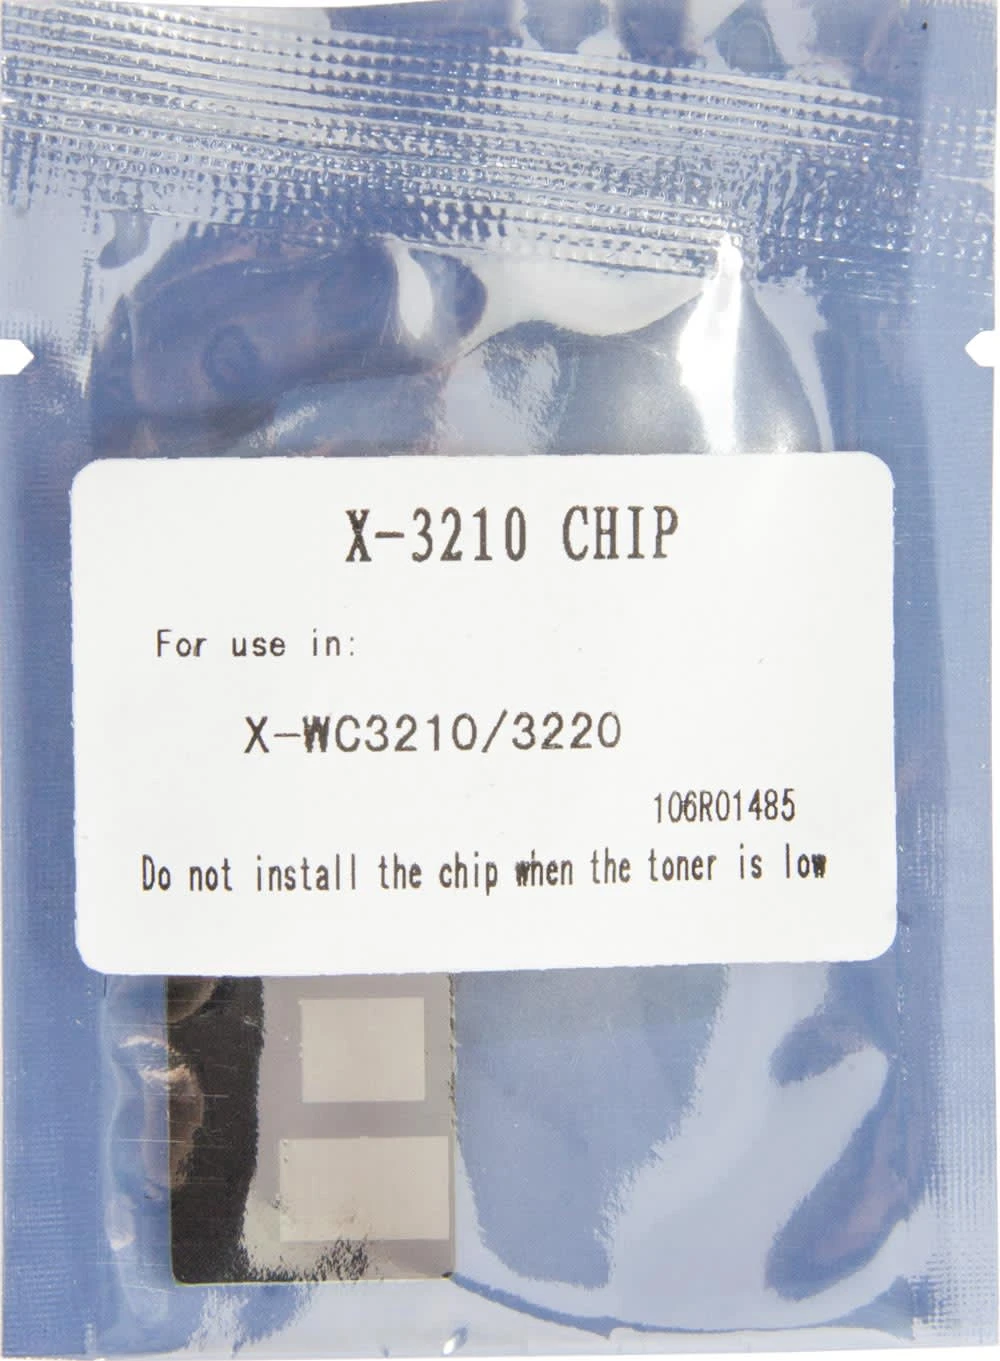 X-3210 CHIP
For use in:
X-WC3210/3220
106R01485
Do not install the chip when the toner is low